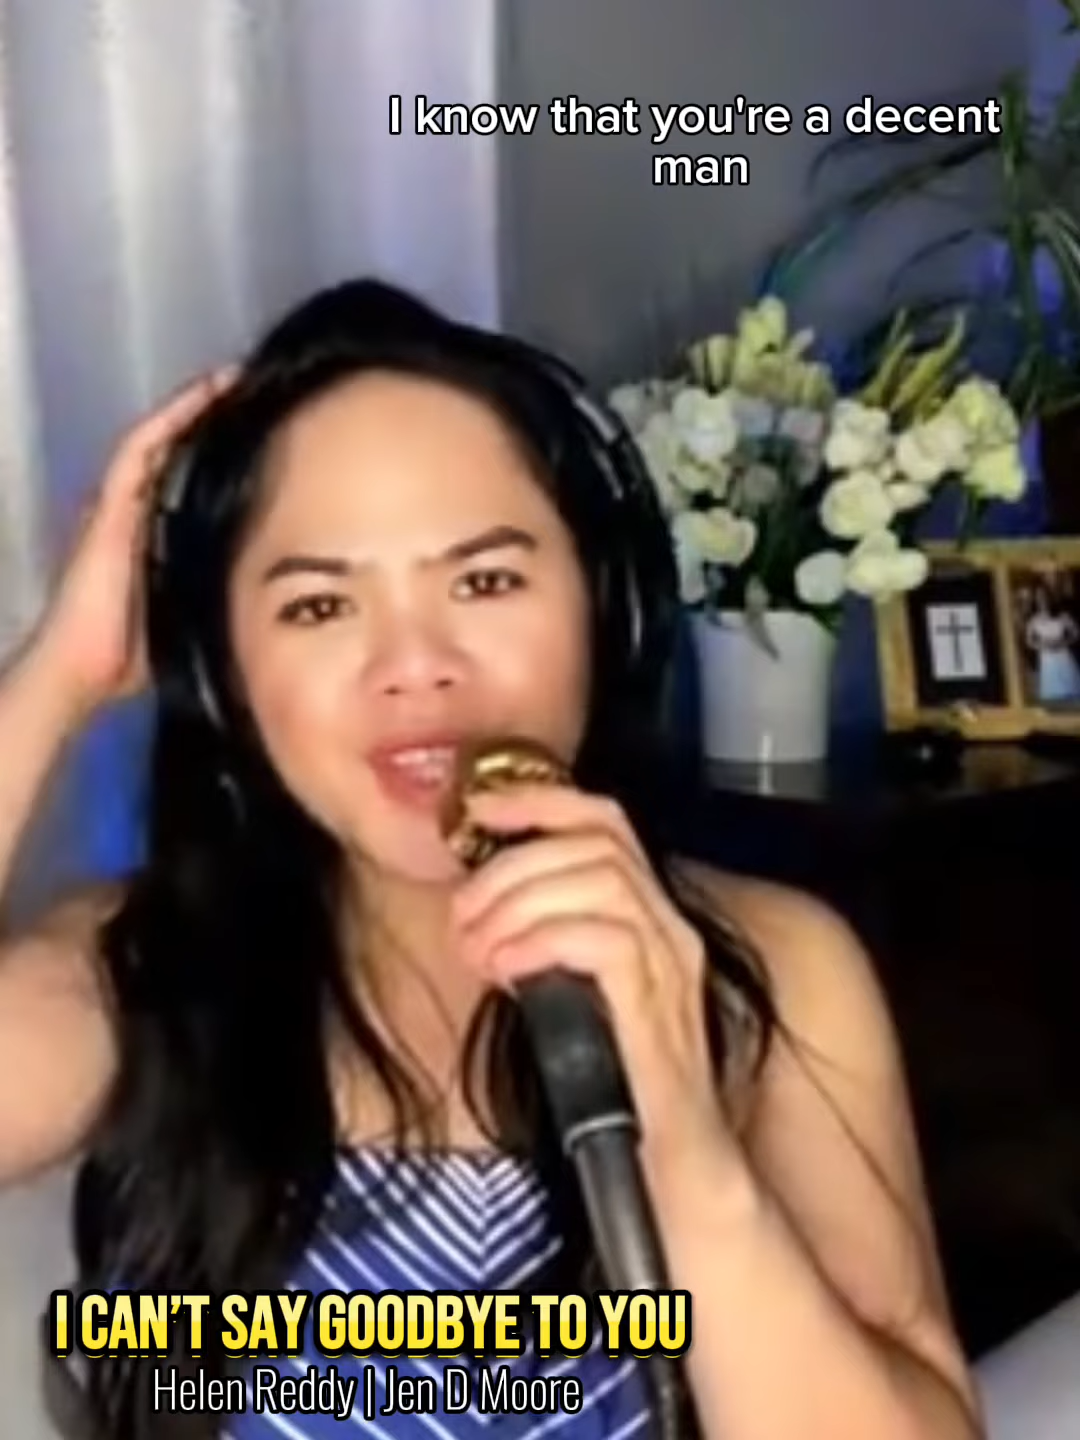 I know that you're a decent
man
I CAN'T SAY GOODBYE TO YOU
Helen Reddy | Jen D Moore